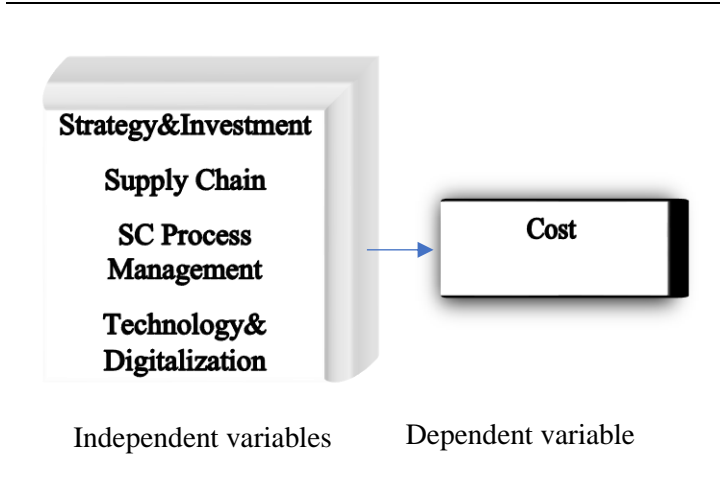 Strategy&Investment
Supply Chain
SC Process
Management
Technology&
Digitalization
Cost
Independent variables
Dependent variable